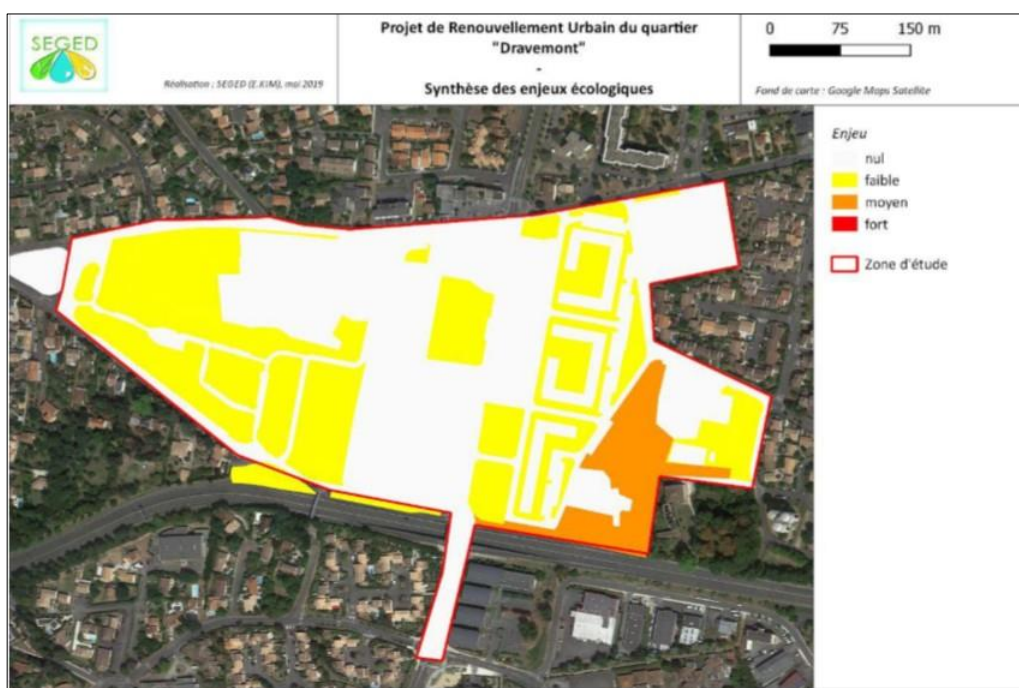 SEGED
Réalisation : SEGED (E.KIM), mai 2019
Projet de Renouvellement Urbain du quartier
"Dravemont"
-
Synthèse des enjeux écologiques
0 75 150 m
Fond de carte : Google Maps Satellite
Enjeu
nul
faible
moyen
fort
Zone d'étude